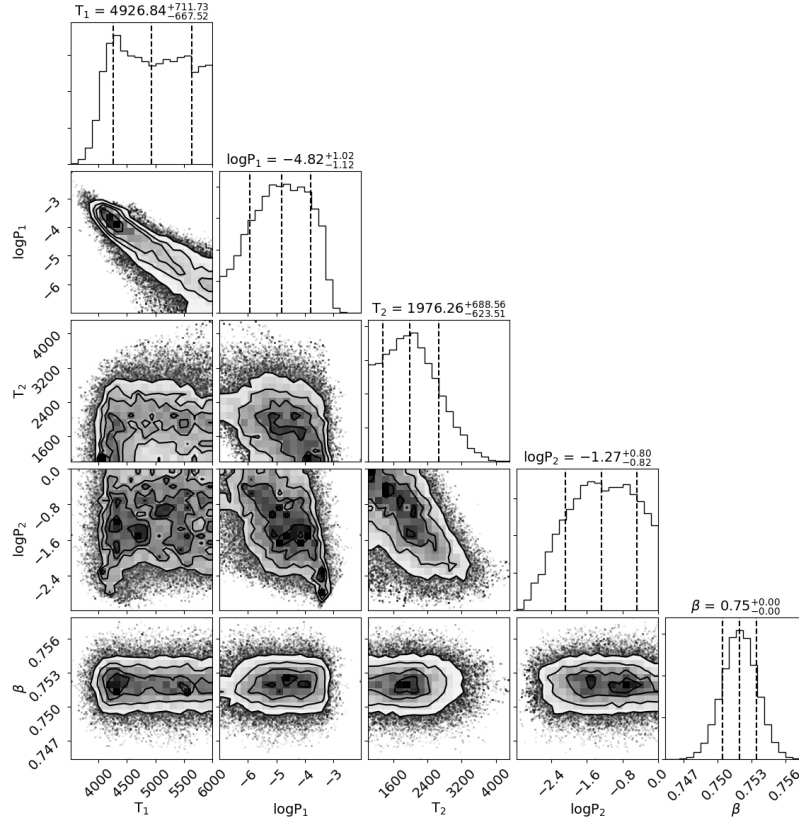 T₁ = 4926.84⁺⁷¹¹·⁷³₋₆₆₇.₅₂
logP₁ = −4.82⁺¹·⁰²₋₁.₁₂
−3
−4
−5
−6
logP₁
T₂ = 1976.26⁺⁶⁸⁸·⁵⁶₋₆₂₃.₅₁
4000
3200
2400
1600
T₂
logP₂ = −1.27⁺⁰·⁸⁰₋₀.₈₂
0.0
−0.8
−1.6
−2.4
logP₂
β = 0.75⁺⁰·⁰⁰₋₀.₀₀
0.756
0.753
0.750
0.747
β
4000 4500 5000 5500 6000
T₁
−6 −5 −4 −3
logP₁
1600 2400 3200 4000
T₂
−2.4 −1.6 −0.8 0.0
logP₂
0.747 0.750 0.753 0.756
β